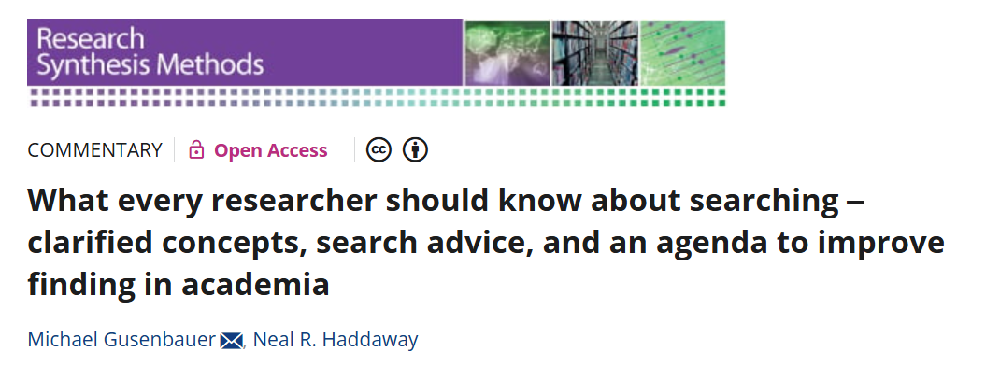 Research
Synthesis Methods
COMMENTARY Open Access cc
What every researcher should know about searching –
clarified concepts, search advice, and an agenda to improve
finding in academia
Michael Gusenbauer, Neal R. Haddaway